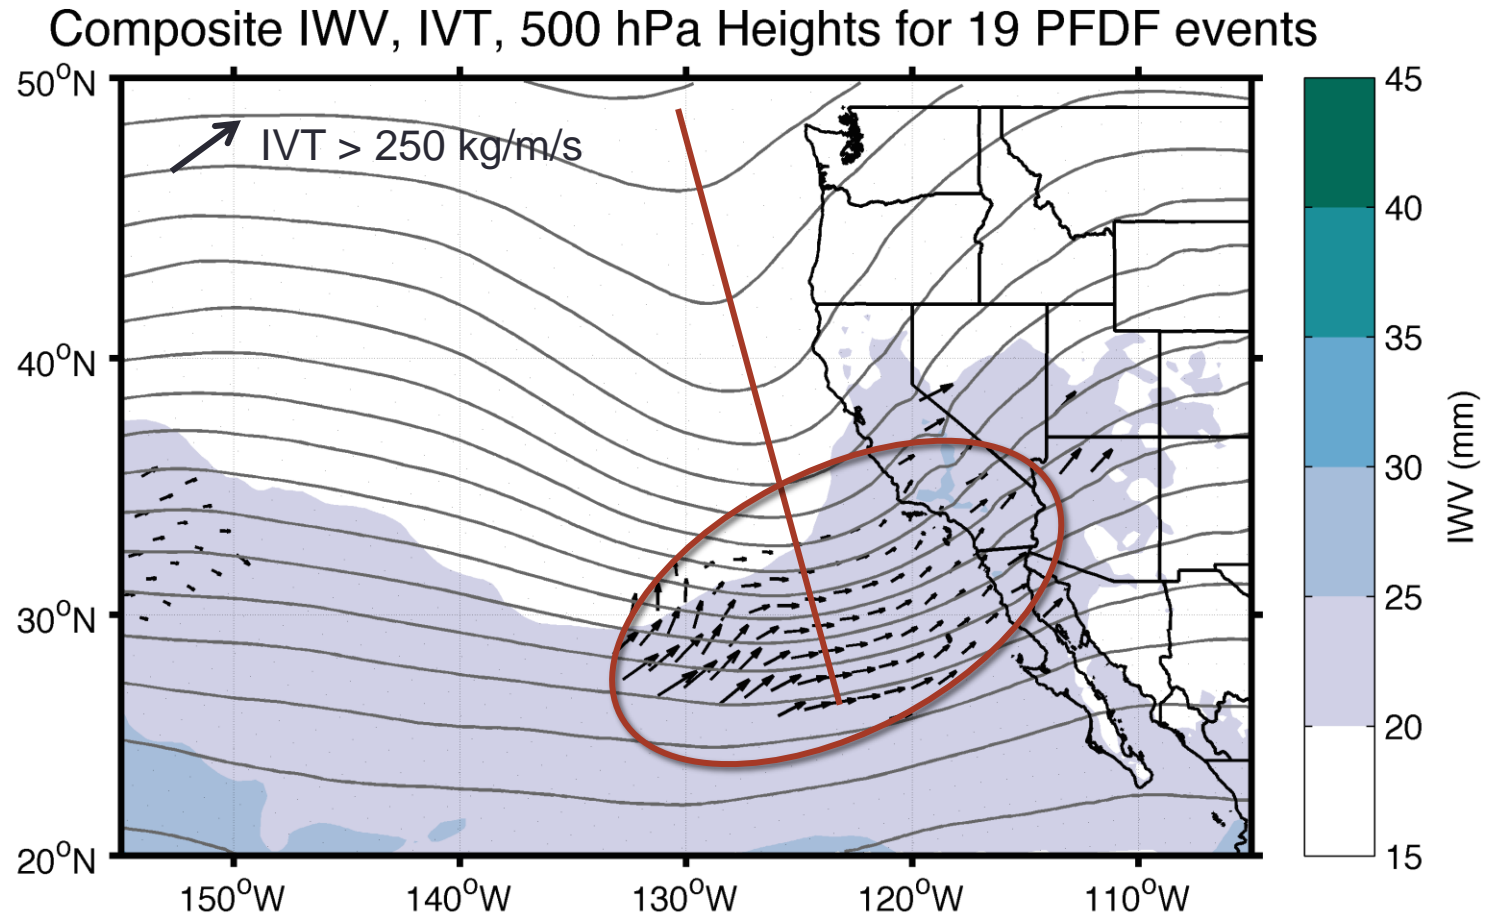 Composite IWV, IVT, 500 hPa Heights for 19 PFDF events
IVT > 250 kg/m/s
50°N
40°N
30°N
20°N
150°W
140°W
130°W
120°W
110°W
45
40
35
30
25
20
15
IWV (mm)